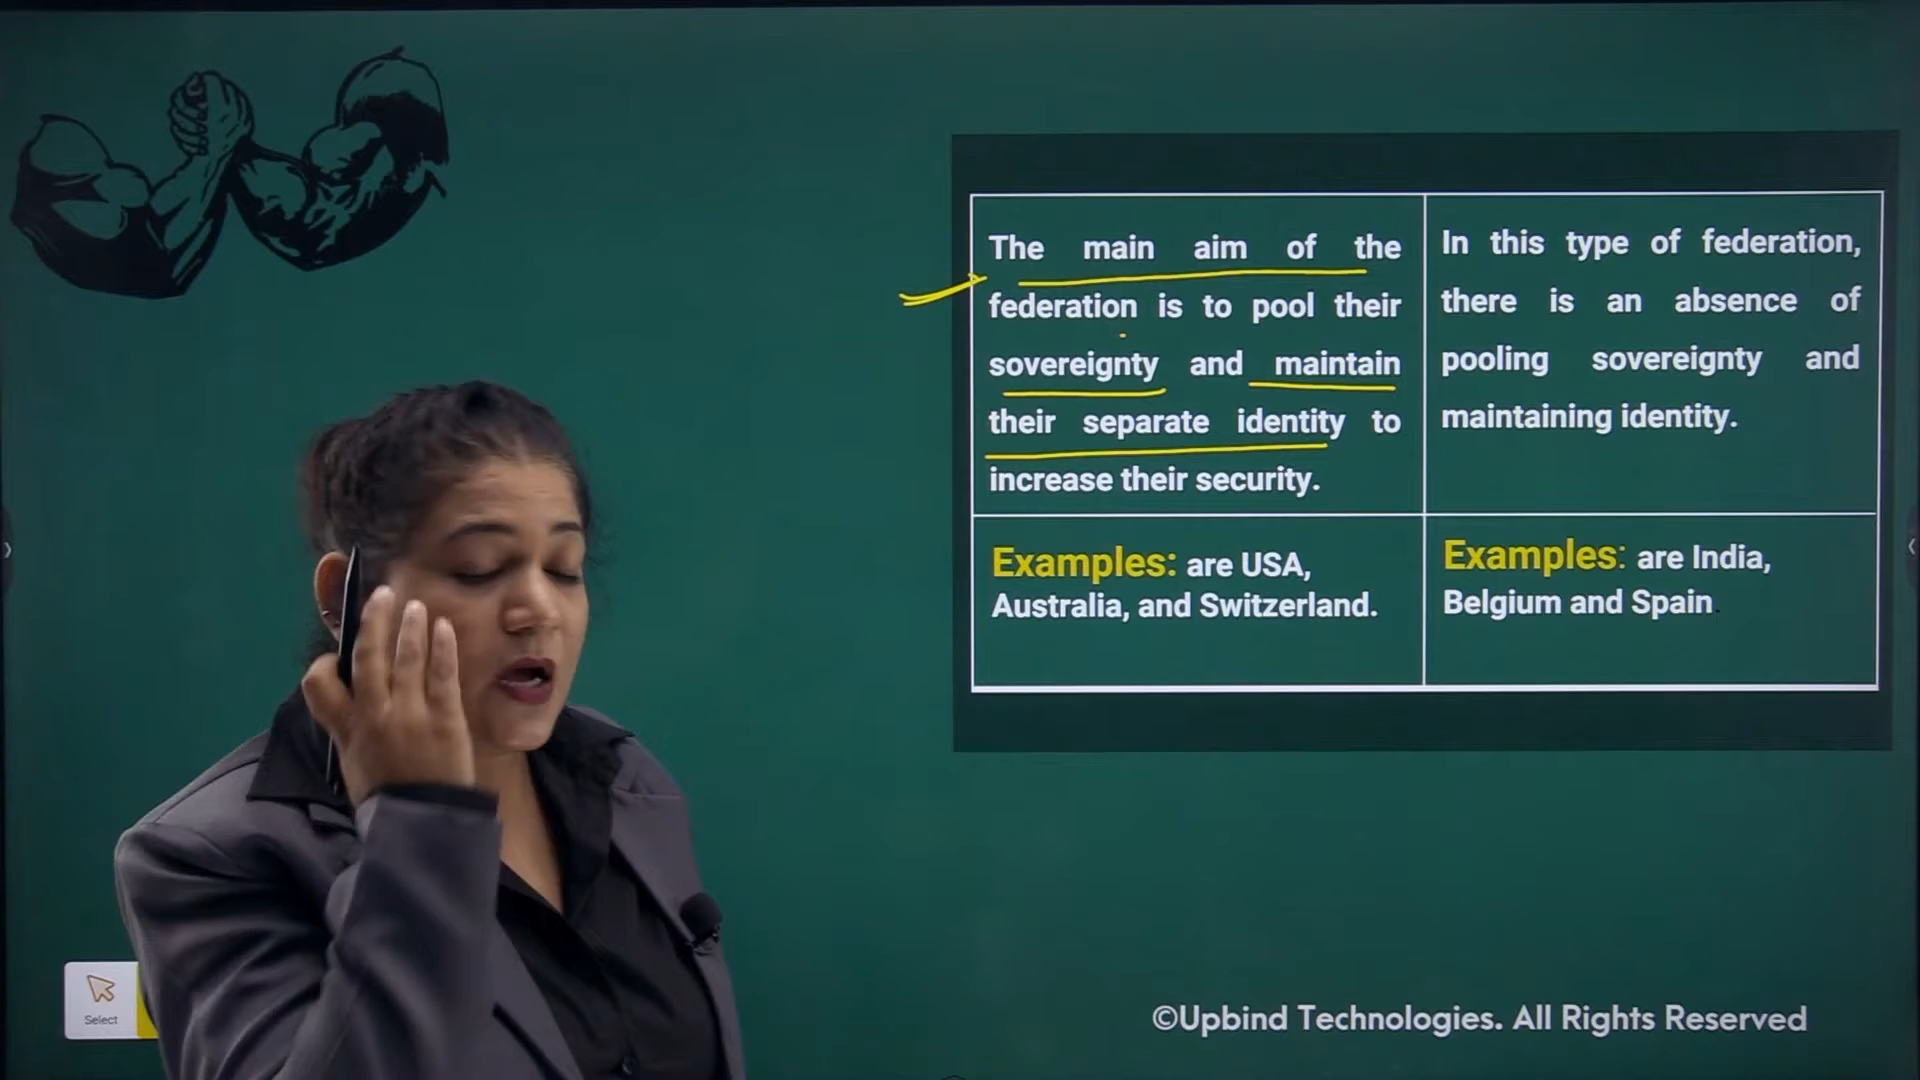 The main aim of the
federation is to pool their
sovereignty and maintain
their separate identity to
increase their security.
In this type of federation,
there is an absence of
pooling sovereignty and
maintaining identity.
Examples: are USA,
Australia, and Switzerland.
Examples: are India,
Belgium and Spain
Select
©Upbind Technologies. All Rights Reserved